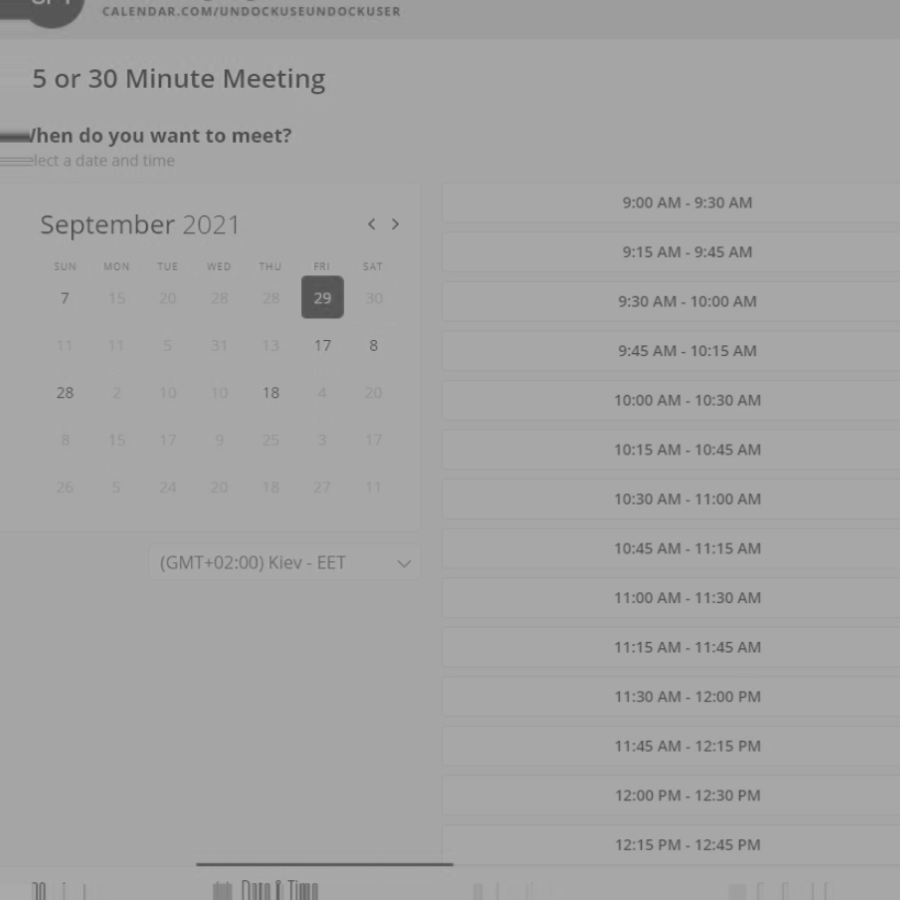 CALENDAR.COM/UNDOCKUSEUNDOCKUSER
5 or 30 Minute Meeting
hen do you want to meet?
lect a date and time
September 2021
SUN MON TUE WED THU FRI SAT
7 15 20 28 28 29 30
11 11 5 31 13 17 8
28 2 10 10 18 4 20
8 15 17 9 25 3 17
26 5 24 20 18 27 11
(GMT+02:00) Kiev - EET
9:00 AM - 9:30 AM
9:15 AM - 9:45 AM
9:30 AM - 10:00 AM
9:45 AM - 10:15 AM
10:00 AM - 10:30 AM
10:15 AM - 10:45 AM
10:30 AM - 11:00 AM
10:45 AM - 11:15 AM
11:00 AM - 11:30 AM
11:15 AM - 11:45 AM
11:30 AM - 12:00 PM
11:45 AM - 12:15 PM
12:00 PM - 12:30 PM
12:15 PM - 12:45 PM